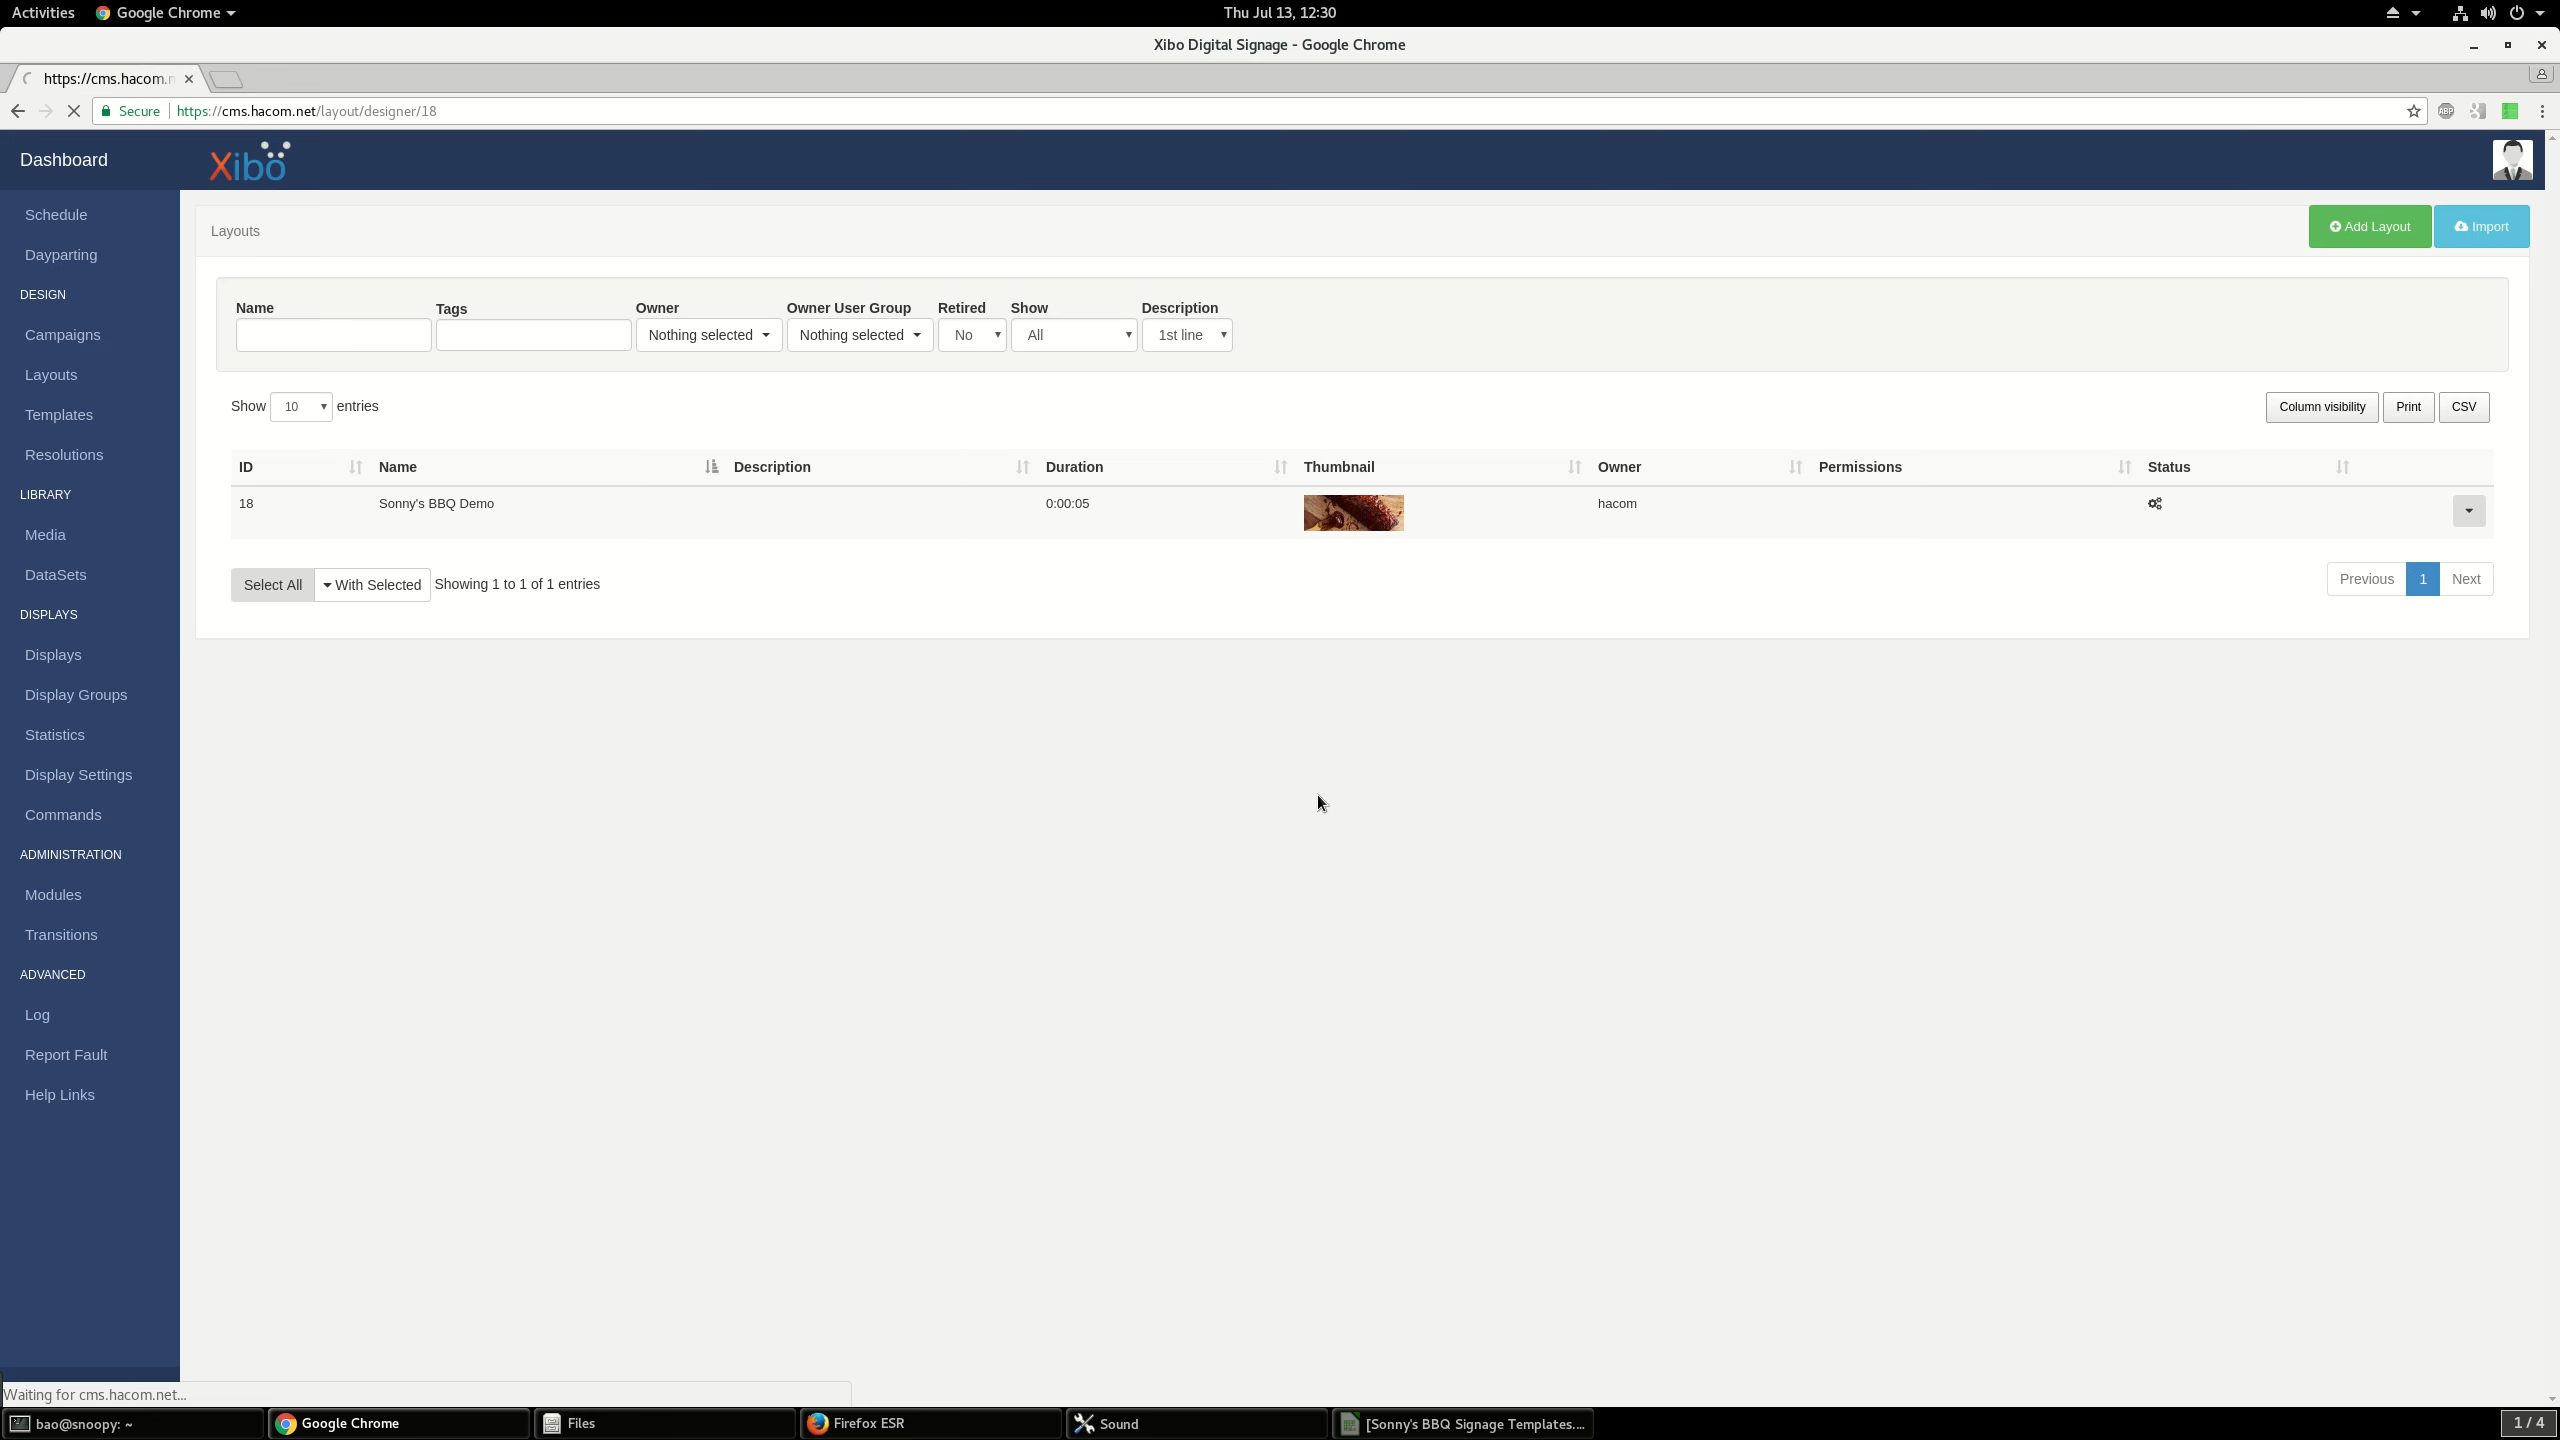 Activities Google Chrome Thu Jul 13, 12:30
Xibo Digital Signage - Google Chrome
https://cms.hacom.n
Secure https://cms.hacom.net/layout/designer/18 ABP
Dashboard Xibo
Schedule
Layouts Add Layout Import
Dayparting
DESIGN
Name Tags Owner Owner User Group Retired Show Description
Campaigns Nothing selected Nothing selected No All 1st line
Layouts
Show 10 entries Column visibility Print CSV
Templates
Resolutions
ID Name Description Duration Thumbnail Owner Permissions Status
LIBRARY
18 Sonny's BBQ Demo 0:00:05 hacom
Media
DataSets
Select All With Selected Showing 1 to 1 of 1 entries Previous 1 Next
DISPLAYS
Displays
Display Groups
Statistics
Display Settings
Commands
ADMINISTRATION
Modules
Transitions
ADVANCED
Log
Report Fault
Help Links
Waiting for cms.hacom.net...
bao@snoopy: ~ Google Chrome Files Firefox ESR Sound [Sonny's BBQ Signage Templates.... 1 / 4